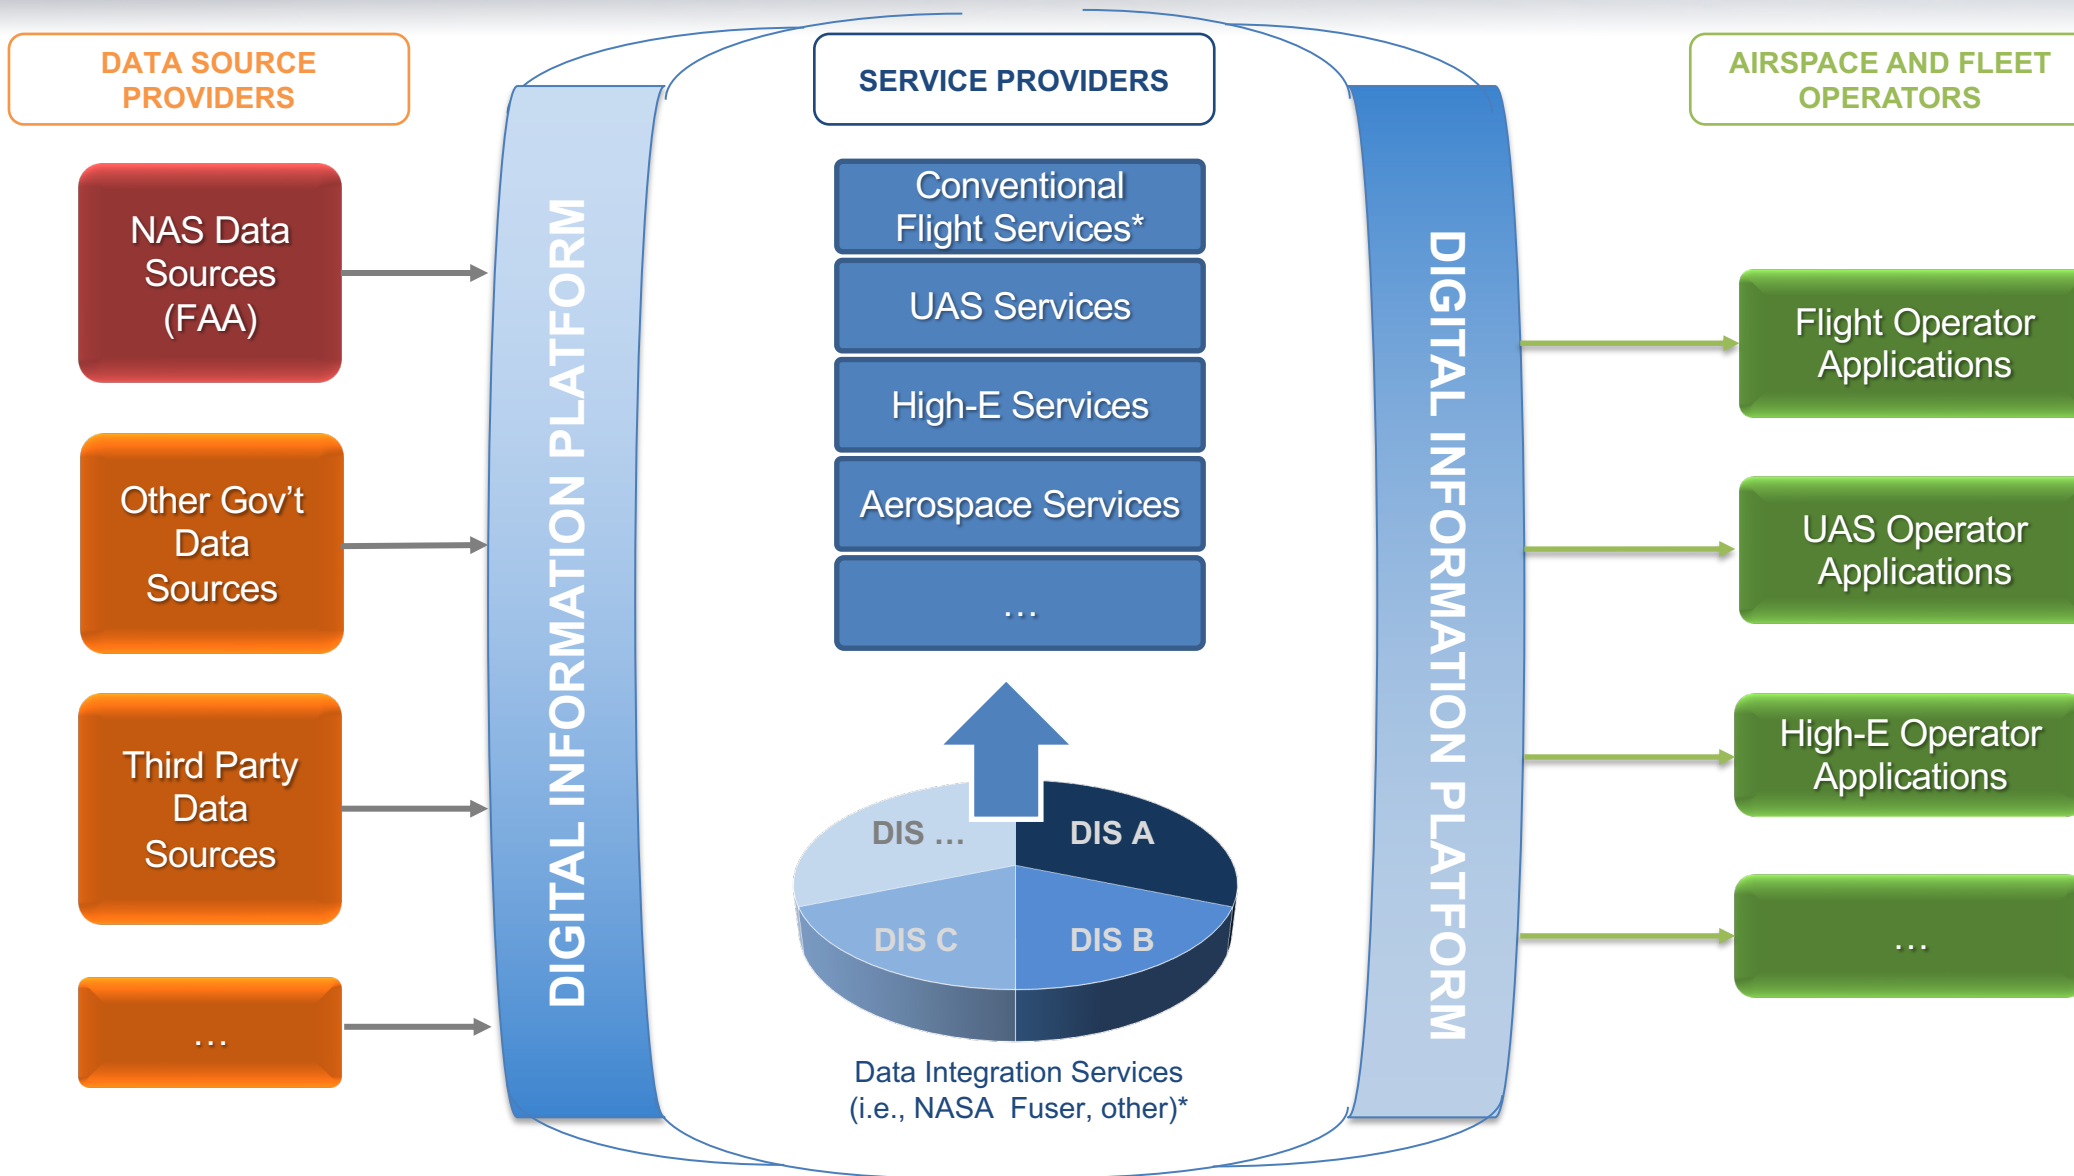 DATA SOURCE
PROVIDERS
NAS Data
Sources
(FAA)
Other Gov’t
Data
Sources
Third Party
Data
Sources
…
DIGITAL INFORMATION PLATFORM
SERVICE PROVIDERS
Conventional
Flight Services*
UAS Services
High-E Services
Aerospace Services
…
DIS …
DIS A
DIS C
DIS B
Data Integration Services
(i.e., NASA  Fuser, other)*
DIGITAL INFORMATION PLATFORM
AIRSPACE AND FLEET
OPERATORS
Flight Operator
Applications
UAS Operator
Applications
High-E Operator
Applications
…